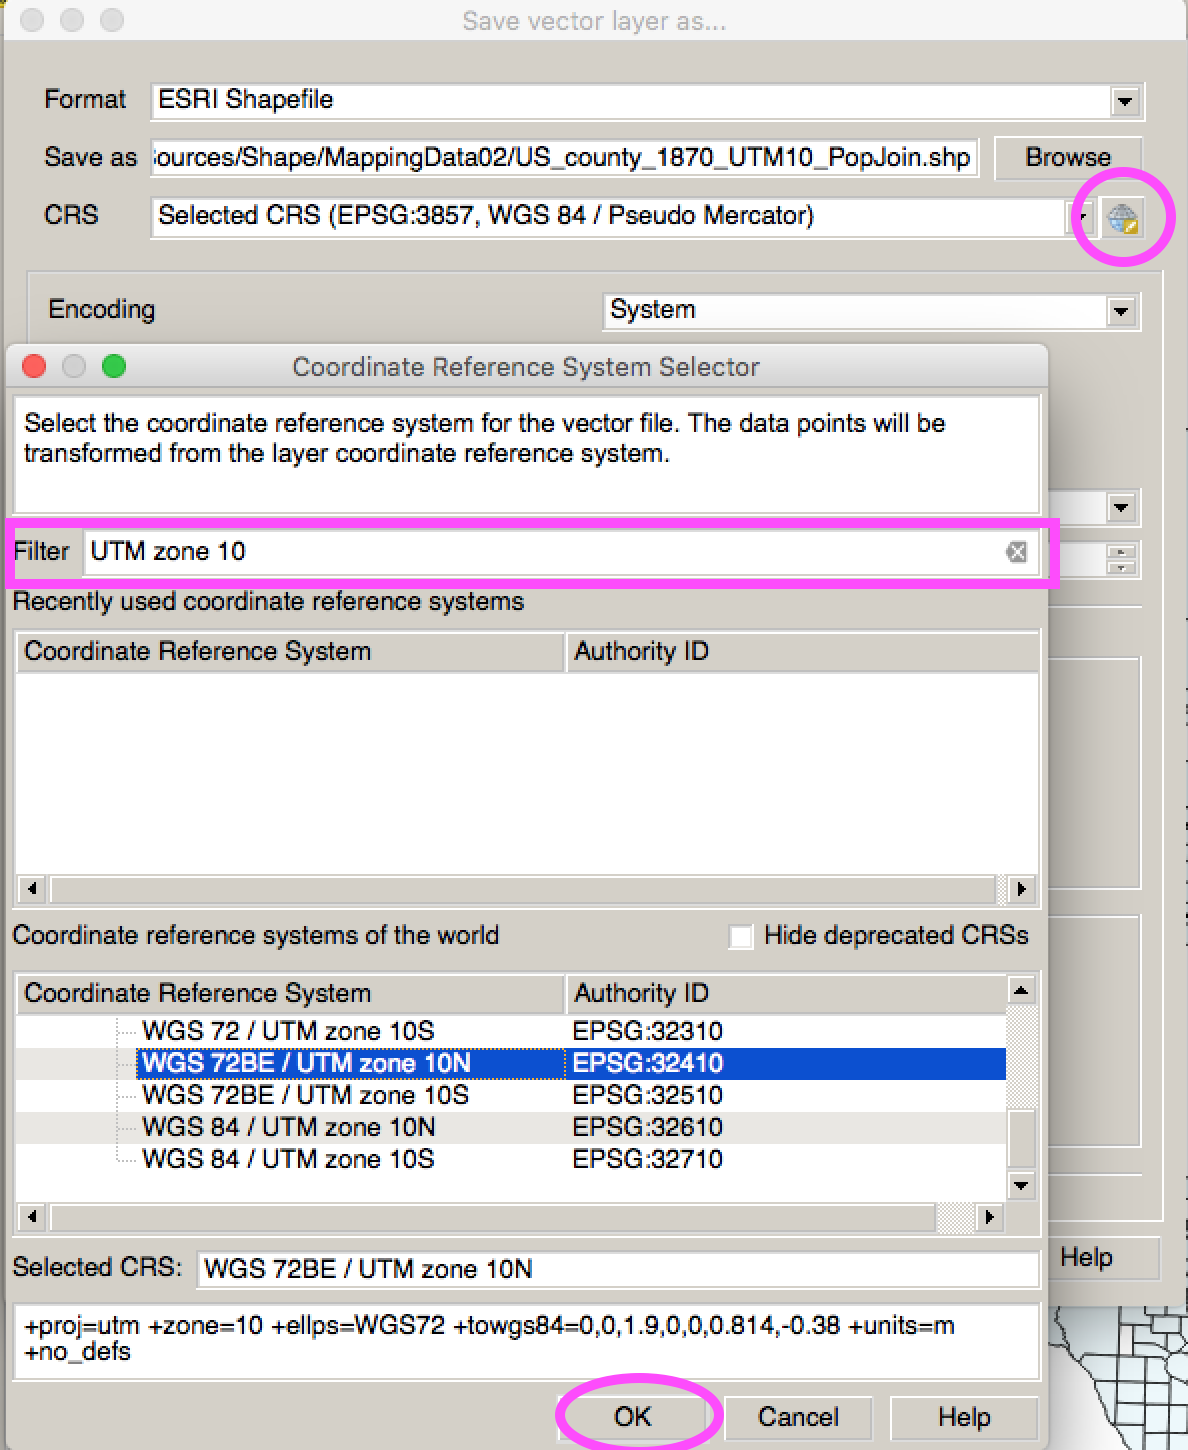 Save vector layer as...
Format ESRI Shapefile
Save as ources/Shape/MappingData02/US_county_1870_UTM10_PopJoin.shp Browse
CRS Selected CRS (EPSG:3857, WGS 84 / Pseudo Mercator)
Encoding System
Coordinate Reference System Selector
Select the coordinate reference system for the vector file. The data points will be
transformed from the layer coordinate reference system.
Filter UTM zone 10
Recently used coordinate reference systems
Coordinate Reference System Authority ID
Coordinate reference systems of the world Hide deprecated CRSs
Coordinate Reference System Authority ID
WGS 72 / UTM zone 10S EPSG:32310
WGS 72BE / UTM zone 10N EPSG:32410
WGS 72BE / UTM zone 10S EPSG:32510
WGS 84 / UTM zone 10N EPSG:32610
WGS 84 / UTM zone 10S EPSG:32710
Selected CRS: WGS 72BE / UTM zone 10N
Help
+proj=utm +zone=10 +ellps=WGS72 +towgs84=0,0,1.9,0,0,0.814,-0.38 +units=m
+no_defs
OK Cancel Help